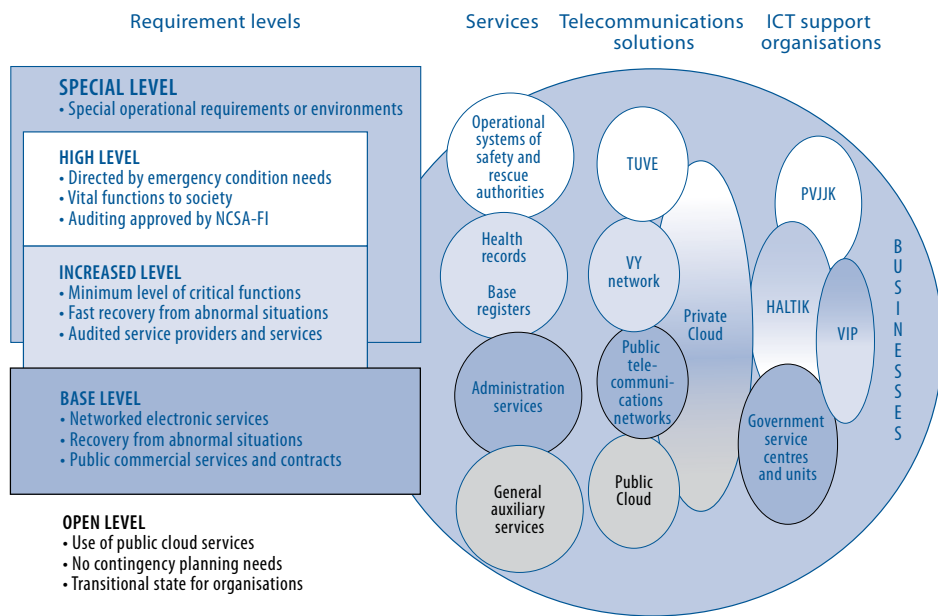 Requirement levels
Services
Telecommunications
solutions
ICT support
organisations
SPECIAL LEVEL
• Special operational requirements or environments
HIGH LEVEL
• Directed by emergency condition needs
• Vital functions to society
• Auditing approved by NCSA-FI
INCREASED LEVEL
• Minimum level of critical functions
• Fast recovery from abnormal situations
• Audited service providers and services
BASE LEVEL
• Networked electronic services
• Recovery from abnormal situations
• Public commercial services and contracts
OPEN LEVEL
• Use of public cloud services
• No contingency planning needs
• Transitional state for organisations
Operational
systems of
safety and
rescue
authorities
Health
records
Base
registers
Administration
services
General
auxiliary
services
TUVE
VY
network
Public
tele-
communi-
cations
networks
Public
Cloud
Private
Cloud
PVJJK
HALTIK
VIP
Government
service
centres
and units
BUSINESSES